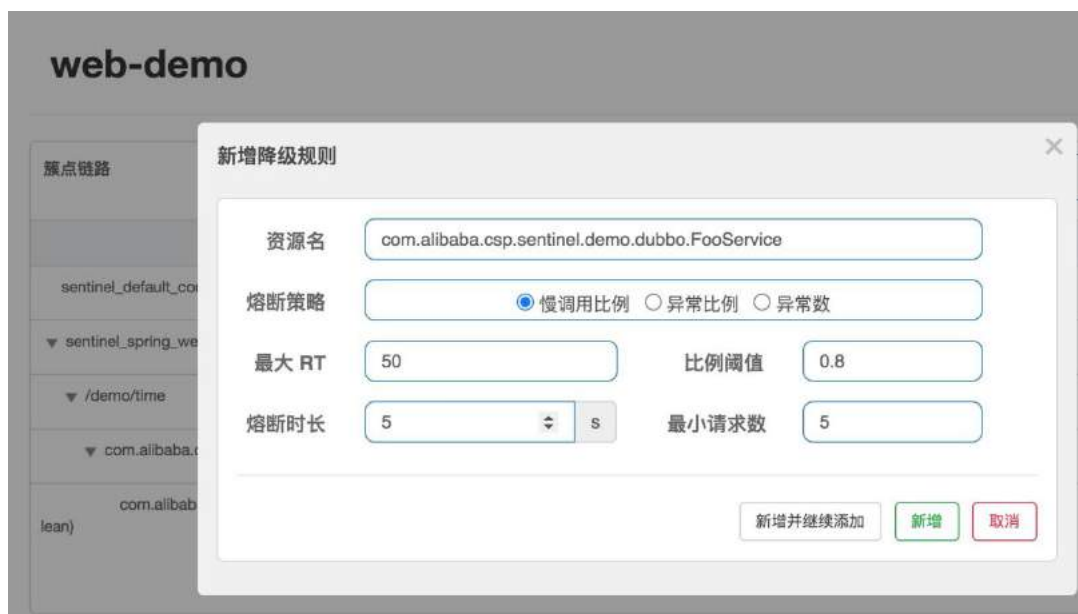 web-demo
新增降级规则
×
簇点链路
资源名 com.alibaba.csp.sentinel.demo.dubbo.FooService
sentinel_default_co
熔断策略 慢调用比例 异常比例 异常数
sentinel_spring_we
最大 RT 50 比例阈值 0.8
/demo/time
熔断时长 5 s 最小请求数 5
com.alibaba.
com.alibab
lean)
新增并继续添加 新增 取消